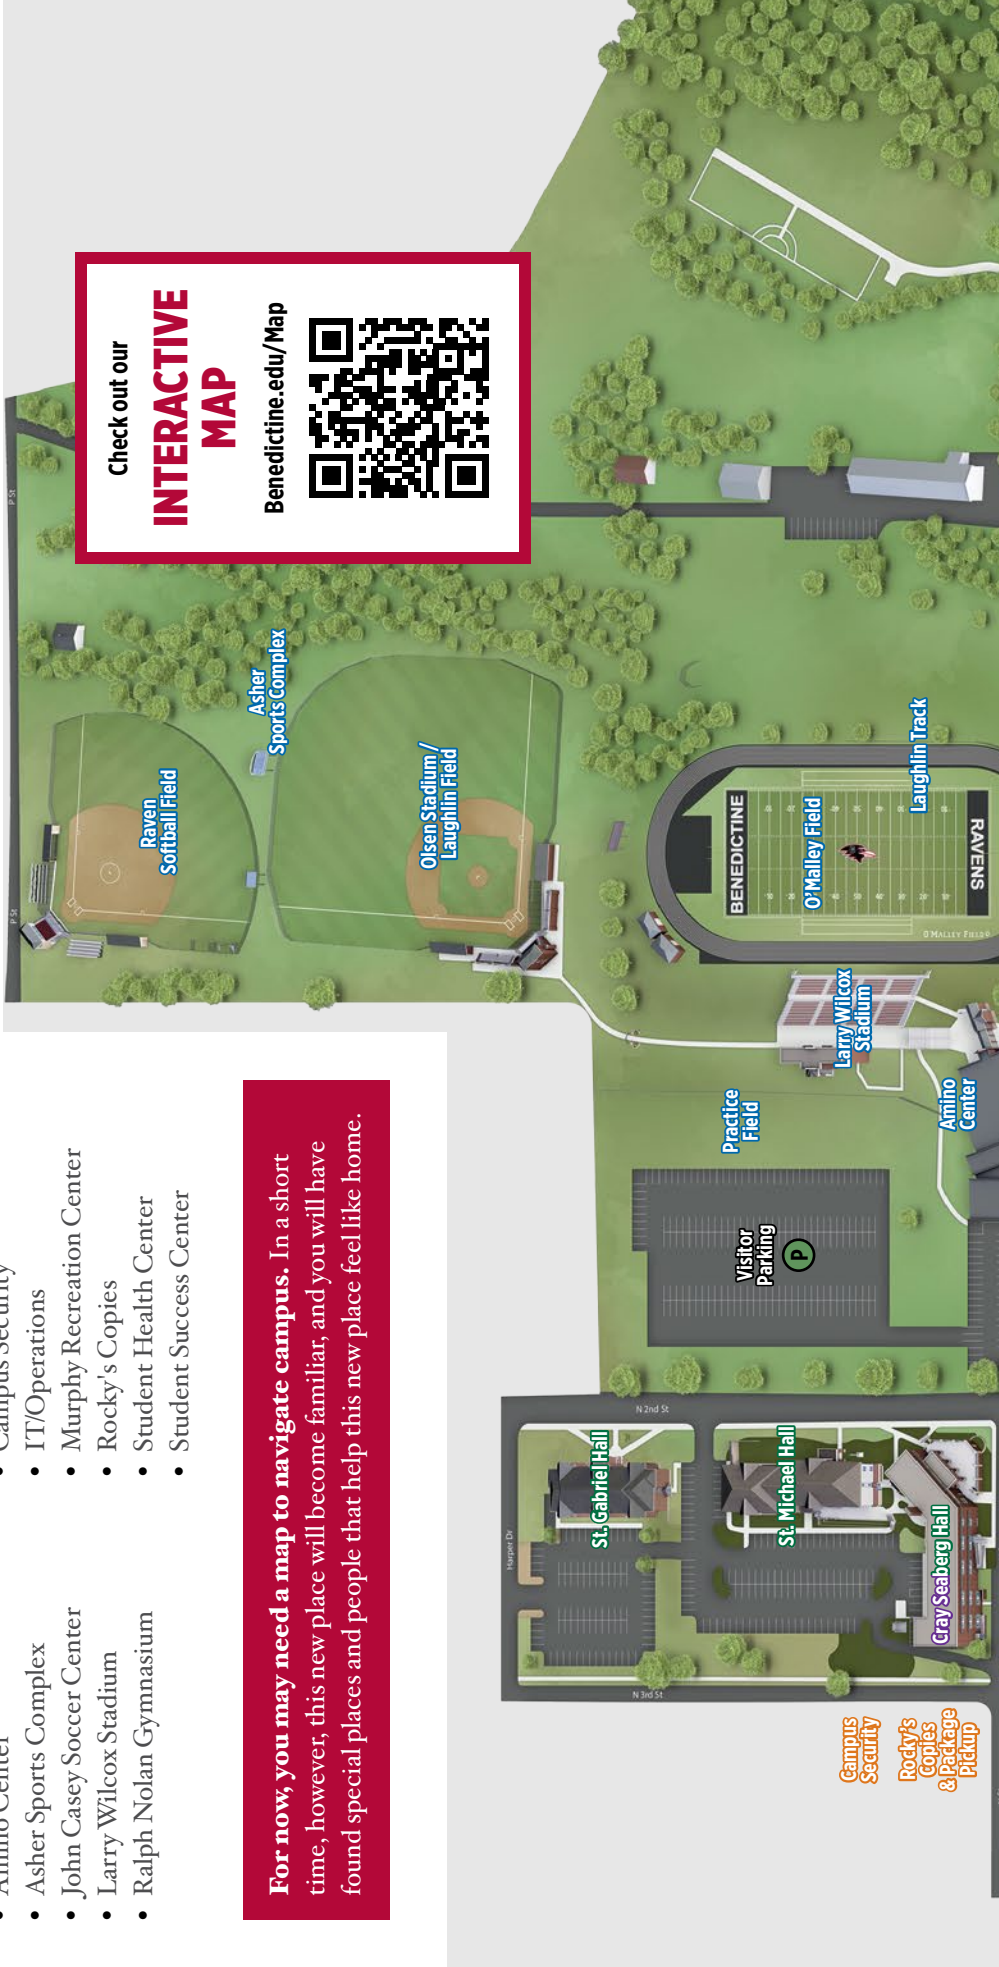 Amino Center
• Asher Sports Complex
• John Casey Soccer Center
• Larry Wilcox Stadium
• Ralph Nolan Gymnasium
Campus Security
• IT/Operations
• Murphy Recreation Center
• Rocky's Copies
• Student Health Center
• Student Success Center
For now, you may need a map to navigate campus. In a short
time, however, this new place will become familiar, and you will have
found special places and people that help this new place feel like home.
Check out our
INTERACTIVE
MAP
Benedictine.edu/Map
P St
P St
Raven
Softball Field
Asher
Sports Complex
Olsen Stadium /
Laughlin Field
BENEDICTINE
O'Malley Field
Laughlin Track
O'MALLEY FIELD
RAVENS
Larry Wilcox
Stadium
Practice
Field
Amino
Center
Visitor
Parking
P
N 2nd St
Harper Dr
St. Gabriel Hall
St. Michael Hall
Cray Seaberg Hall
N 3rd St
Campus
Security
Rocky's
Copies
& Package
Pickup